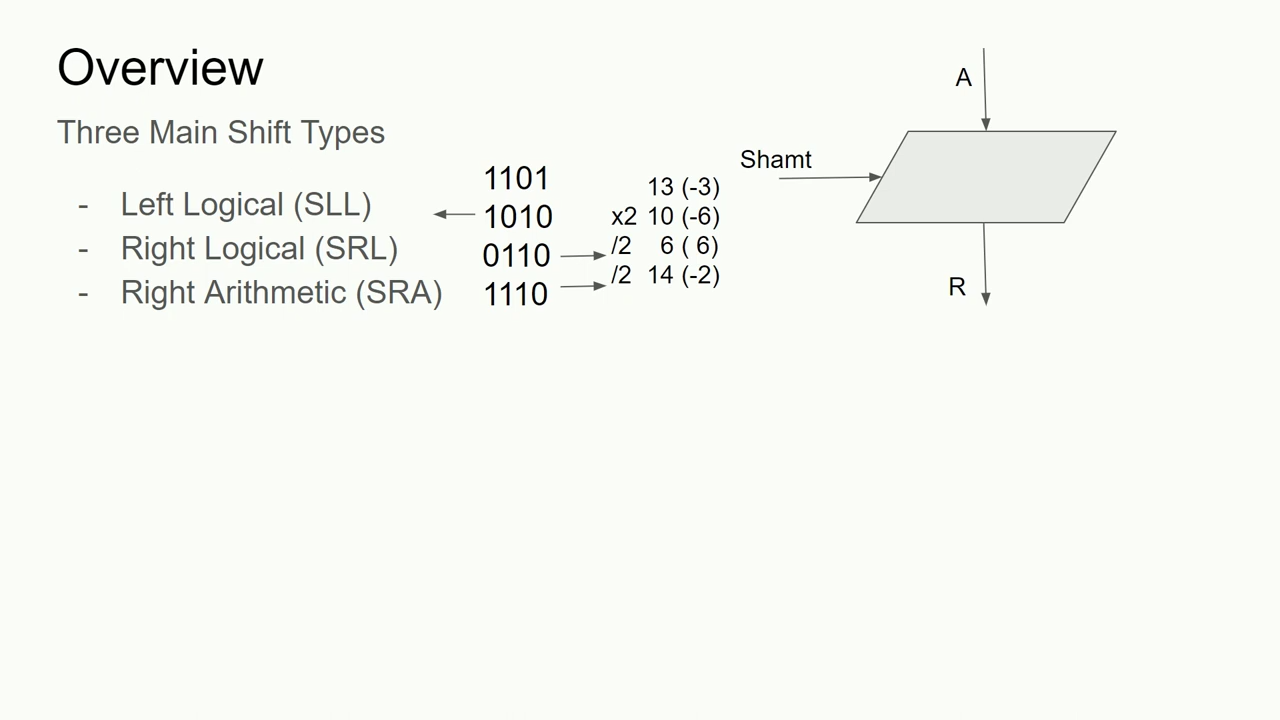 Overview
Three Main Shift Types
- Left Logical (SLL)
- Right Logical (SRL)
- Right Arithmetic (SRA)
1101
1010
0110
1110
13 (-3)
x2 10 (-6)
/2 6 ( 6)
/2 14 (-2)
A
Shamt
R